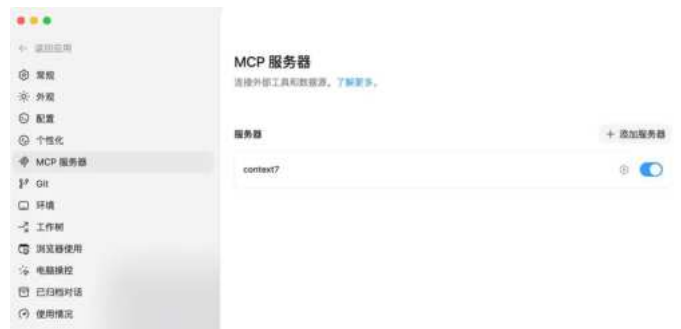 返回应用
常规
外观
配置
个性化
MCP 服务器
Git
环境
工作树
浏览器使用
电脑操控
已归档对话
使用情况
MCP 服务器
连接外部工具和数据源。了解更多。
服务器
+ 添加服务器
context7